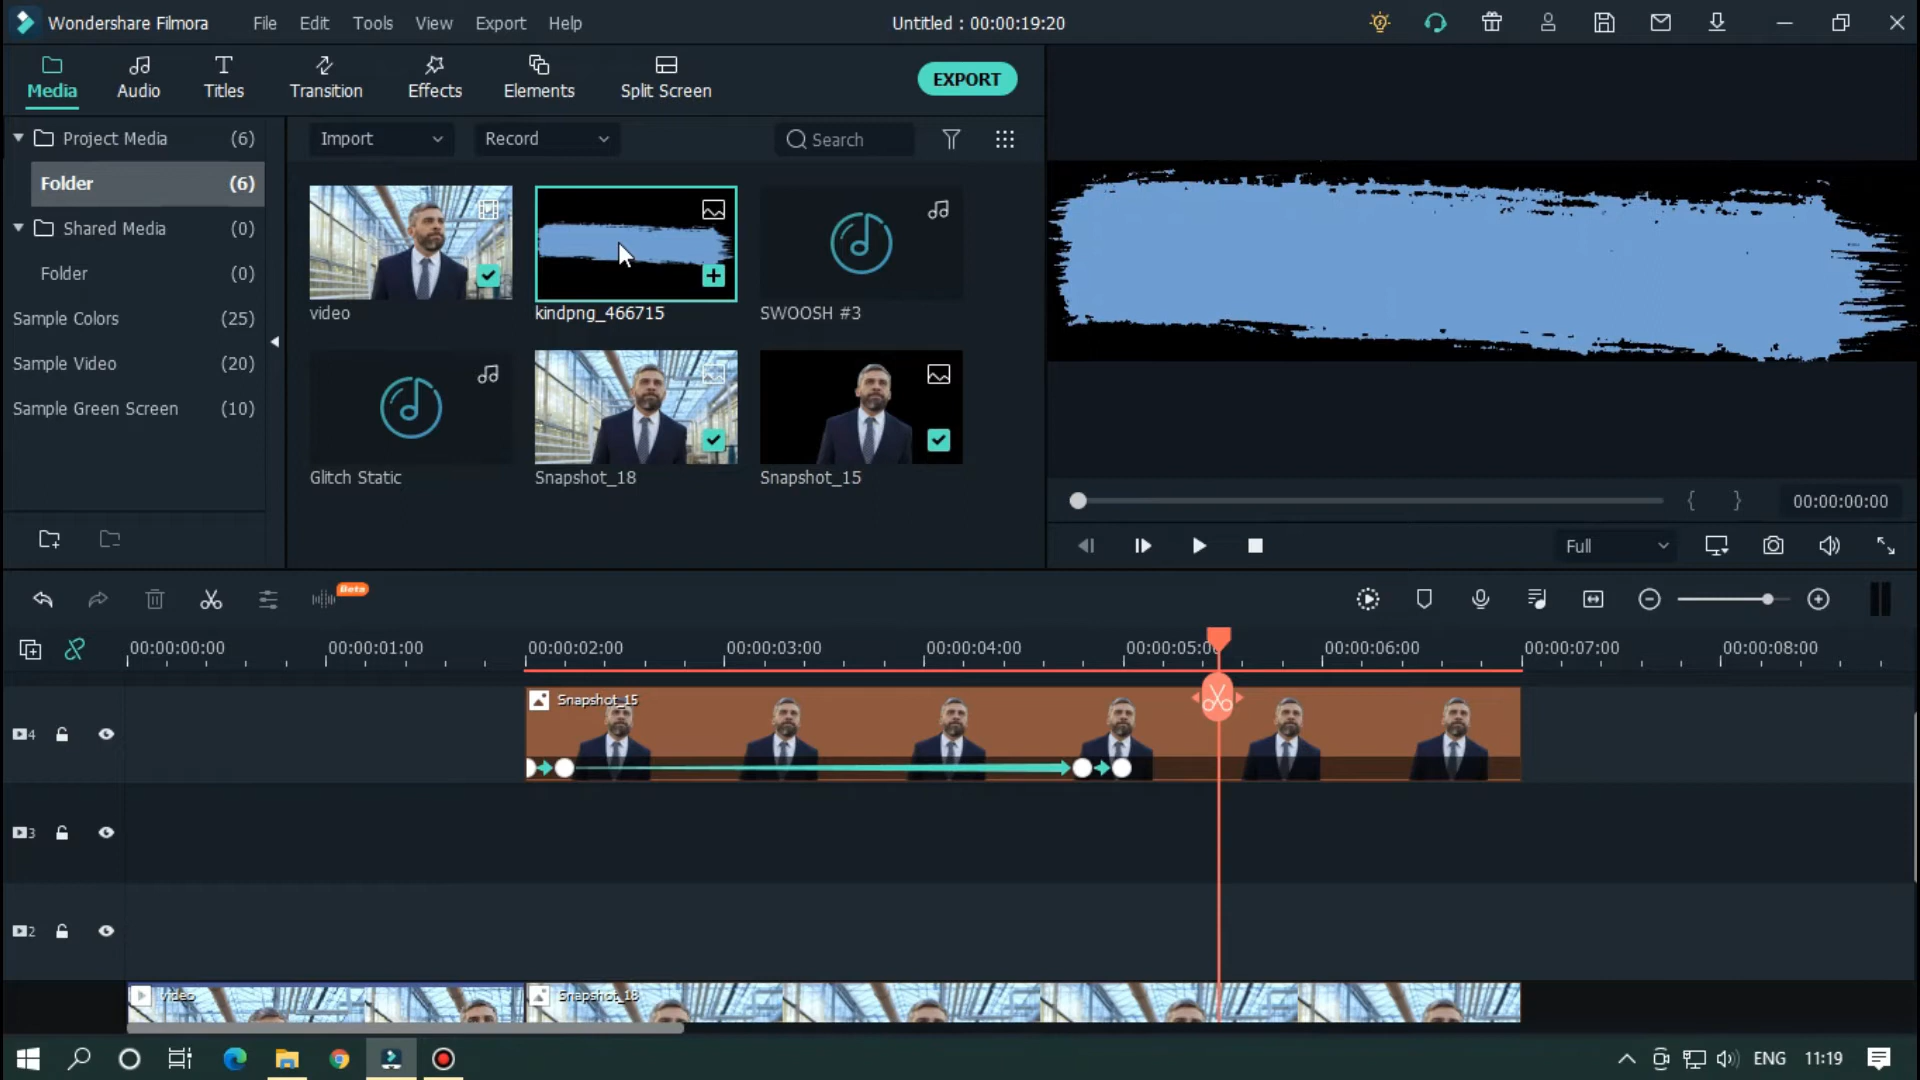 Wondershare Filmora
File Edit Tools View Export Help
Untitled : 00:00:19:20
Media
Audio
Titles
Transition
Effects
Elements
Split Screen
EXPORT
Project Media (6)
Folder (6)
Shared Media (0)
Folder (0)
Sample Colors (25)
Sample Video (20)
Sample Green Screen (10)
Import
Record
Search
video
kindpng_466715
SWOOSH #3
Glitch Static
Snapshot_18
Snapshot_15
{ }
00:00:00:00
Full
Beta
00:00:00:00 00:00:01:00 00:00:02:00 00:00:03:00 00:00:04:00 00:00:05:0 00:00:06:00 00:00:07:00 00:00:08:00
4
Snapshot_15
3
2
video
Snapshot_18
ENG
11:19